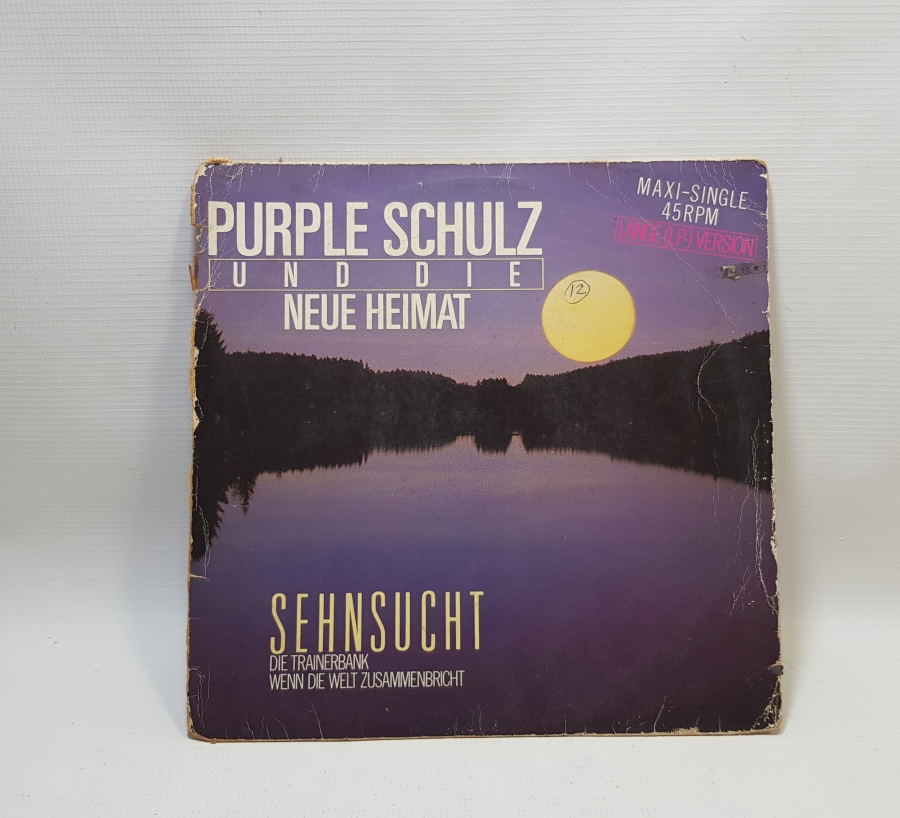 PURPLE SCHULZ
UND DIE
NEUE HEIMAT
MAXI-SINGLE
45RPM
LANGE (LP) VERSION
12
SEHNSUCHT
DIE TRAINERBANK
WENN DIE WELT ZUSAMMENBRICHT